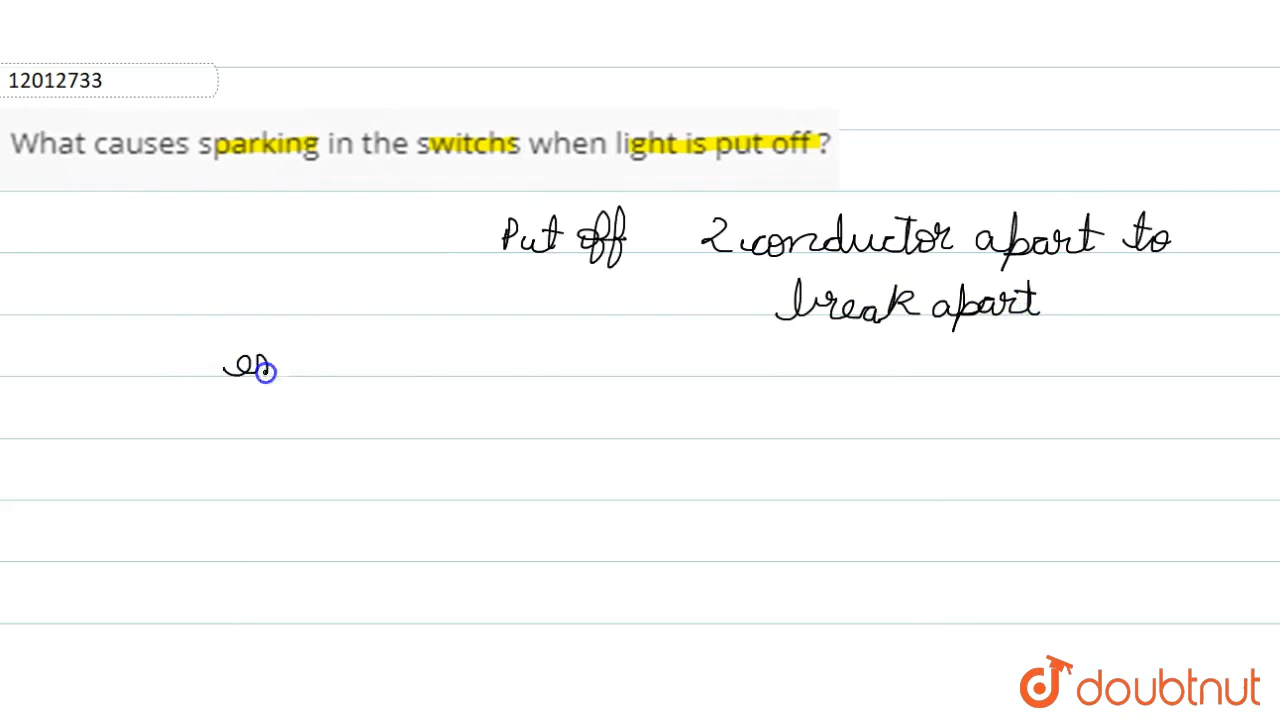 12012733
What causes sparking in the switchs when light is put off ?
Put off 2 conductor apart to
break apart
doubtnut